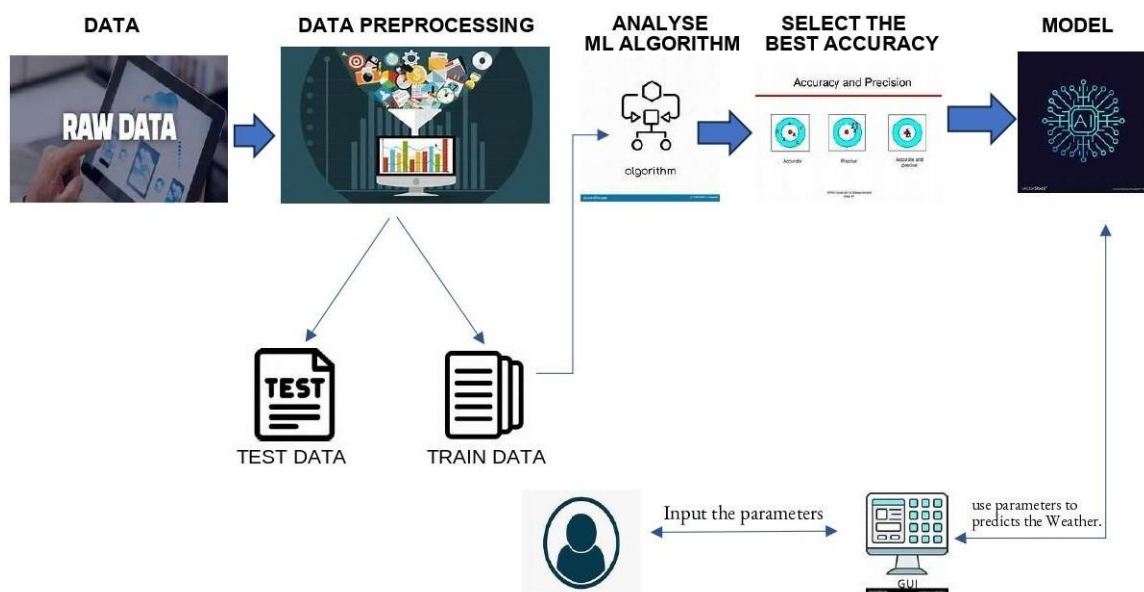 DATA
DATA PREPROCESSING
ANALYSE
ML ALGORITHM
SELECT THE
BEST ACCURACY
MODEL
RAW DATA
algorithm
Accuracy and Precision
Accurate
Precise
Accurate and
precise
AI
TEST
TEST DATA
TRAIN DATA
Input the parameters
use parameters to
predicts the Weather.
GUI